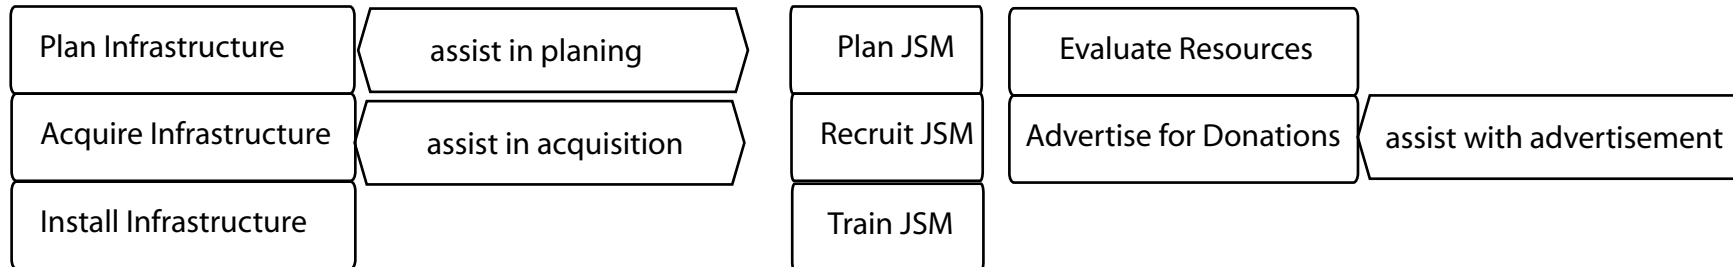 Plan Infrastructure
assist in planing
Plan JSM
Evaluate Resources
Acquire Infrastructure
assist in acquisition
Recruit JSM
Advertise for Donations
assist with advertisement
Install Infrastructure
Train JSM